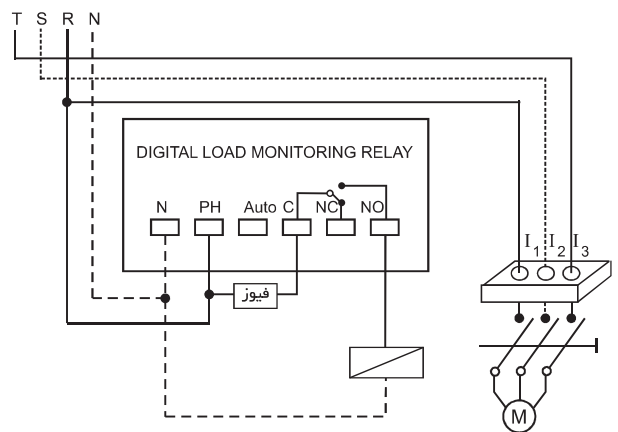 T S R N
DIGITAL LOAD MONITORING RELAY
N PH Auto C NC NO
I1 I2 I3
فیوز
M